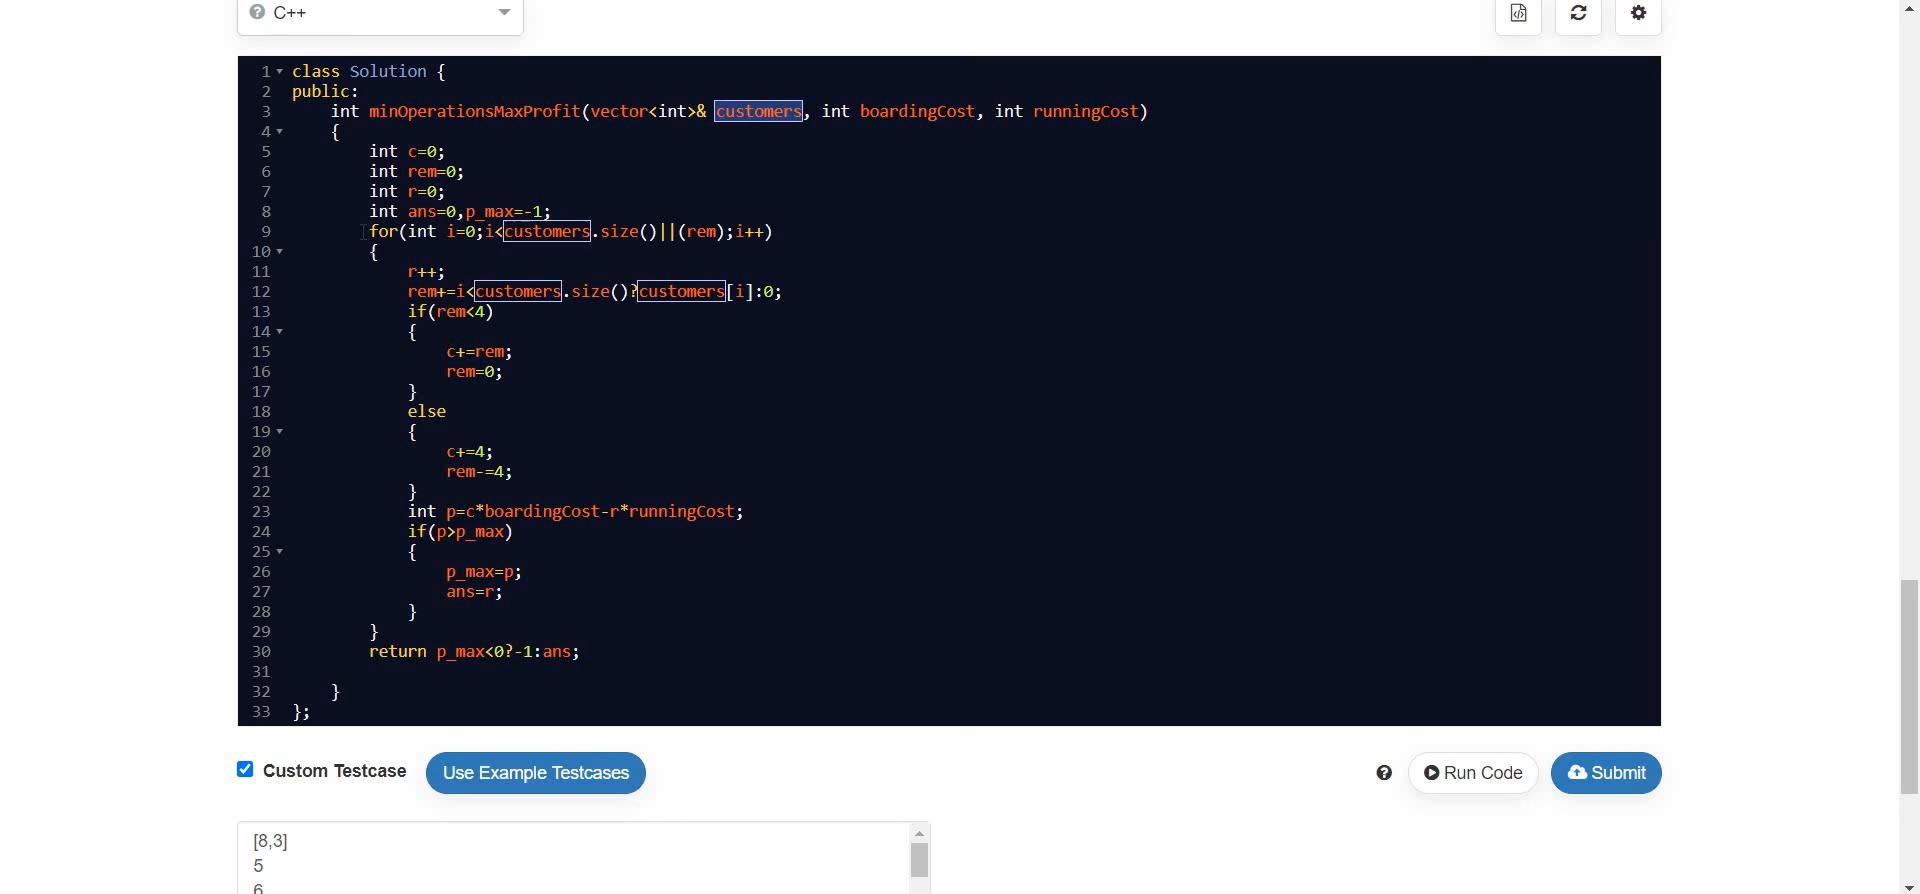 C++
1 class Solution {
2 public:
3 int minOperationsMaxProfit(vector<int>& customers, int boardingCost, int runningCost)
4 {
5 int c=0;
6 int rem=0;
7 int r=0;
8 int ans=0,p_max=-1;
9 for(int i=0;i<customers.size()||(rem);i++)
10 {
11 r++;
12 rem+=i<customers.size()?customers[i]:0;
13 if(rem<4)
14 {
15 c+=rem;
16 rem=0;
17 }
18 else
19 {
20 c+=4;
21 rem-=4;
22 }
23 int p=c*boardingCost-r*runningCost;
24 if(p>p_max)
25 {
26 p_max=p;
27 ans=r;
28 }
29 }
30 return p_max<0?-1:ans;
31
32 }
33 };
Custom Testcase Use Example Testcases Run Code Submit
[8,3]
5
6